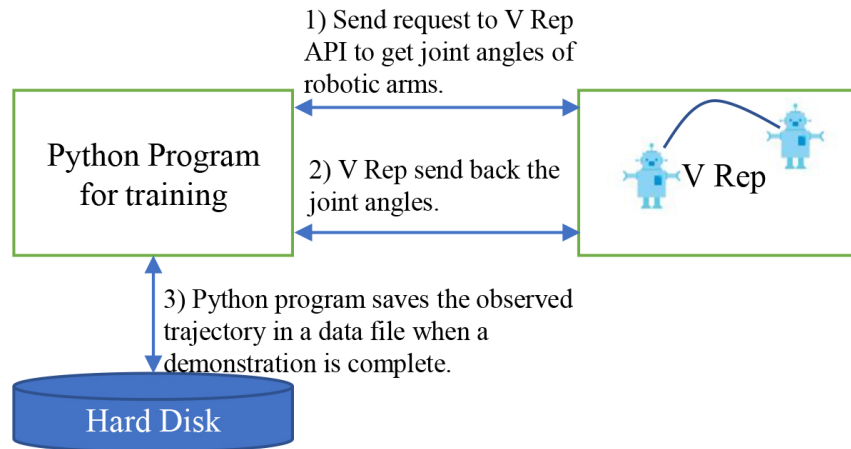 1) Send request to V Rep
API to get joint angles of
robotic arms.
Python Program
for training
2) V Rep send back the
joint angles.
V Rep
3) Python program saves the observed
trajectory in a data file when a
demonstration is complete.
Hard Disk